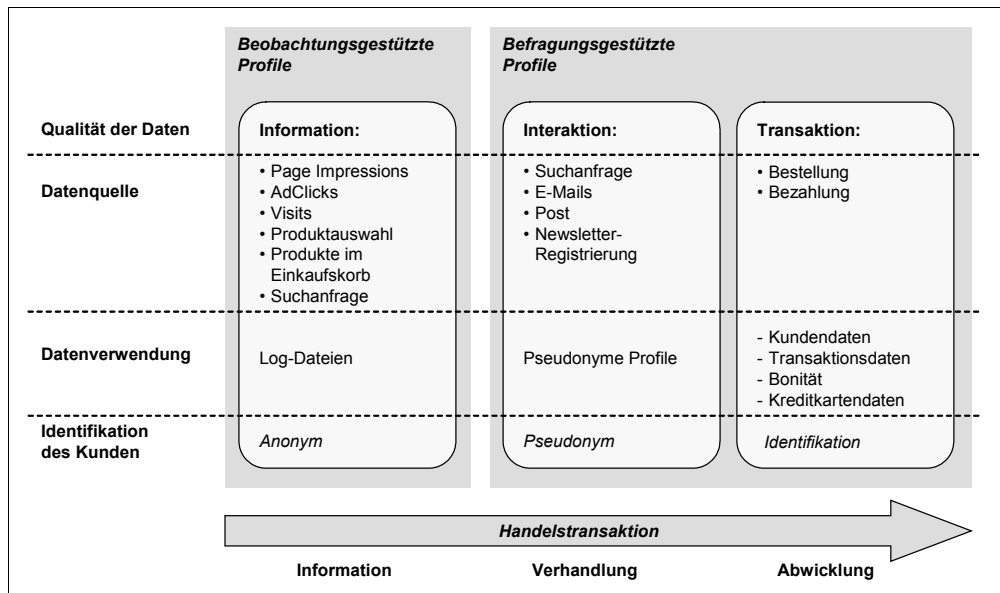 Beobachtungsgestützte
Profile
Befragungsgestützte
Profile
Qualität der Daten
Information:
Interaktion:
Transaktion:
Datenquelle
• Page Impressions
• AdClicks
• Visits
• Produktauswahl
• Produkte im
Einkaufskorb
• Suchanfrage
• Suchanfrage
• E-Mails
• Post
• Newsletter-
Registrierung
• Bestellung
• Bezahlung
Datenverwendung
Log-Dateien
Pseudonyme Profile
- Kundendaten
- Transaktionsdaten
- Bonität
- Kreditkartendaten
Identifikation
des Kunden
Anonym
Pseudonym
Identifikation
Handelstransaktion
Information
Verhandlung
Abwicklung